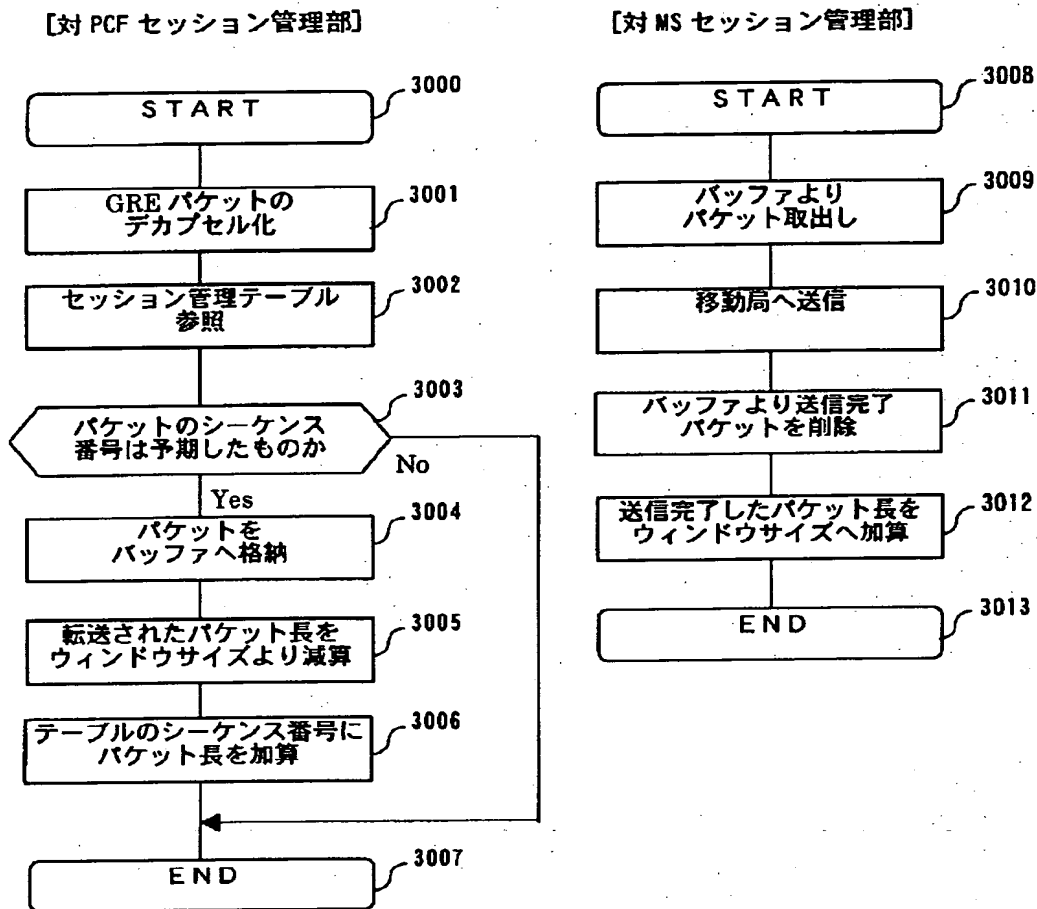 [対 PCF セッション管理部]
START
3000
GRE パケットの
デカプセル化
3001
セッション管理テーブル
参照
3002
パケットのシーケンス
番号は予期したものか
3003
No
Yes
パケットを
バッファへ格納
3004
転送されたパケット長を
ウィンドウサイズより減算
3005
テーブルのシーケンス番号に
パケット長を加算
3006
END
3007
[対 MS セッション管理部]
START
3008
バッファより
パケット取出し
3009
移動局へ送信
3010
バッファより送信完了
パケットを削除
3011
送信完了したパケット長を
ウィンドウサイズへ加算
3012
END
3013